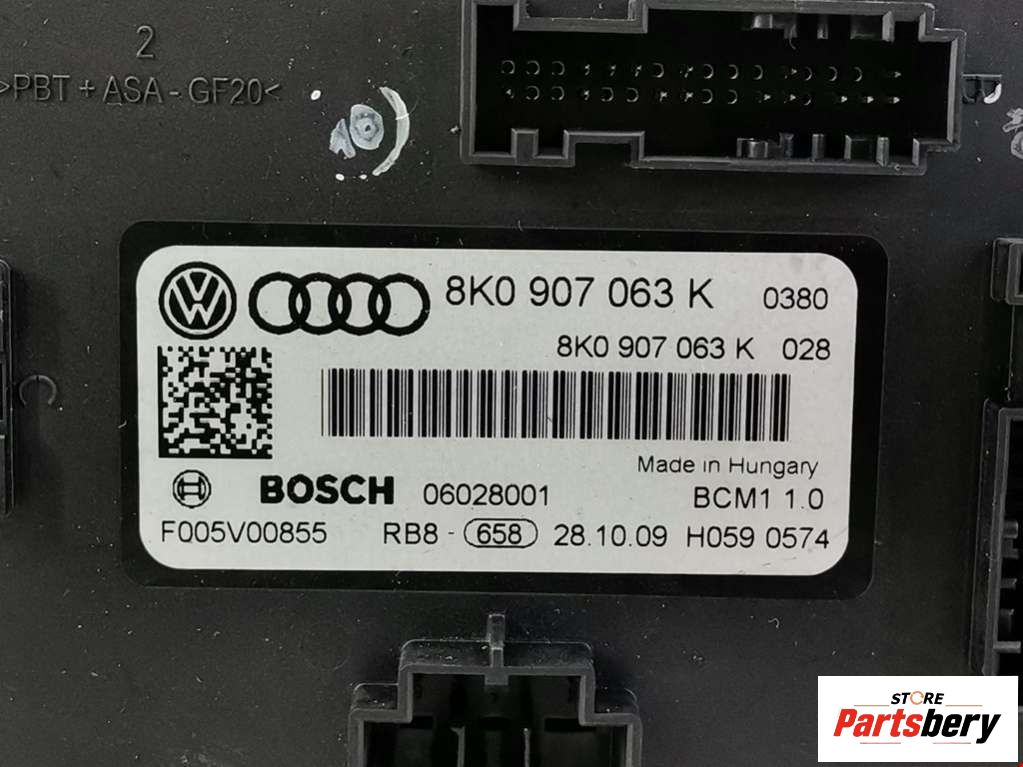 2
>PBT + ASA - GF20<
8K0 907 063 K 0380
8K0 907 063 K 028
Made in Hungary
BOSCH 06028001 BCM1 1.0
F005V00855 RB8 - 658 28.10.09 H059 0574
STORE
Partsbery